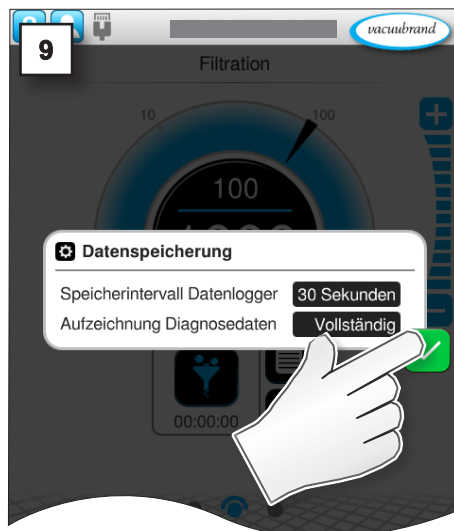 9
vacuubrand
Filtration
10
100
100
Datenspeicherung
Speicherintervall Datenlogger 30 Sekunden
Aufzeichnung Diagnosedaten Vollständig
00:00:00